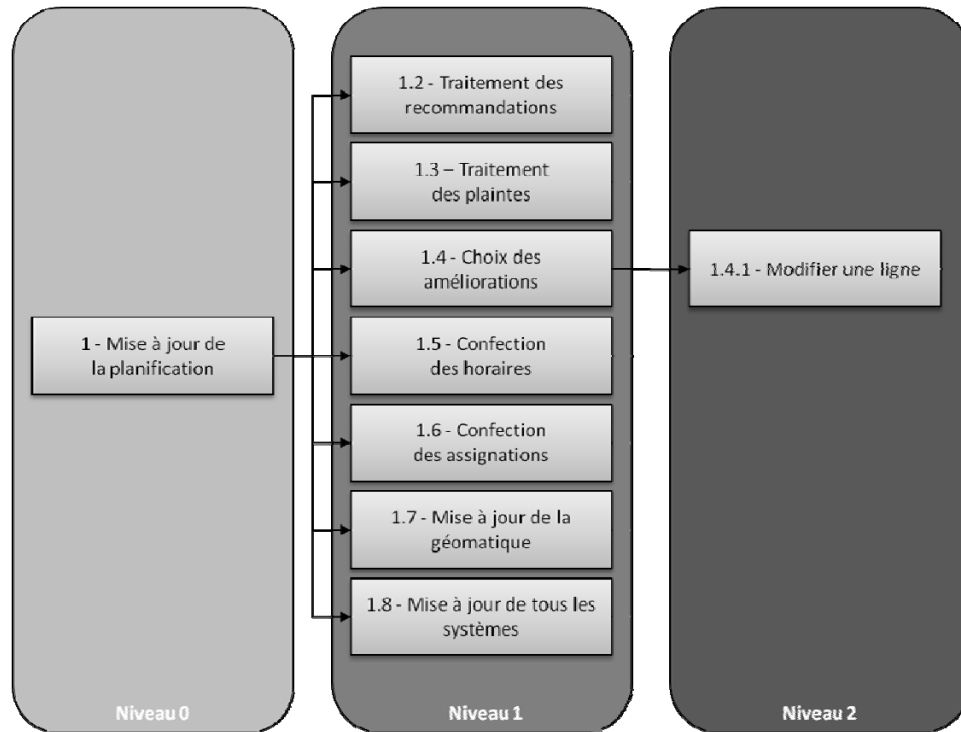 1.2 - Traitement des
recommandations
1.3 – Traitement
des plaintes
1.4 - Choix des
améliorations
1.4.1 - Modifier une ligne
1 - Mise à jour de
la planification
1.5 - Confection
des horaires
1.6 - Confection
des assignations
1.7 - Mise à jour de la
géomatique
1.8 - Mise à jour de tous les
systèmes
Niveau 0
Niveau 1
Niveau 2